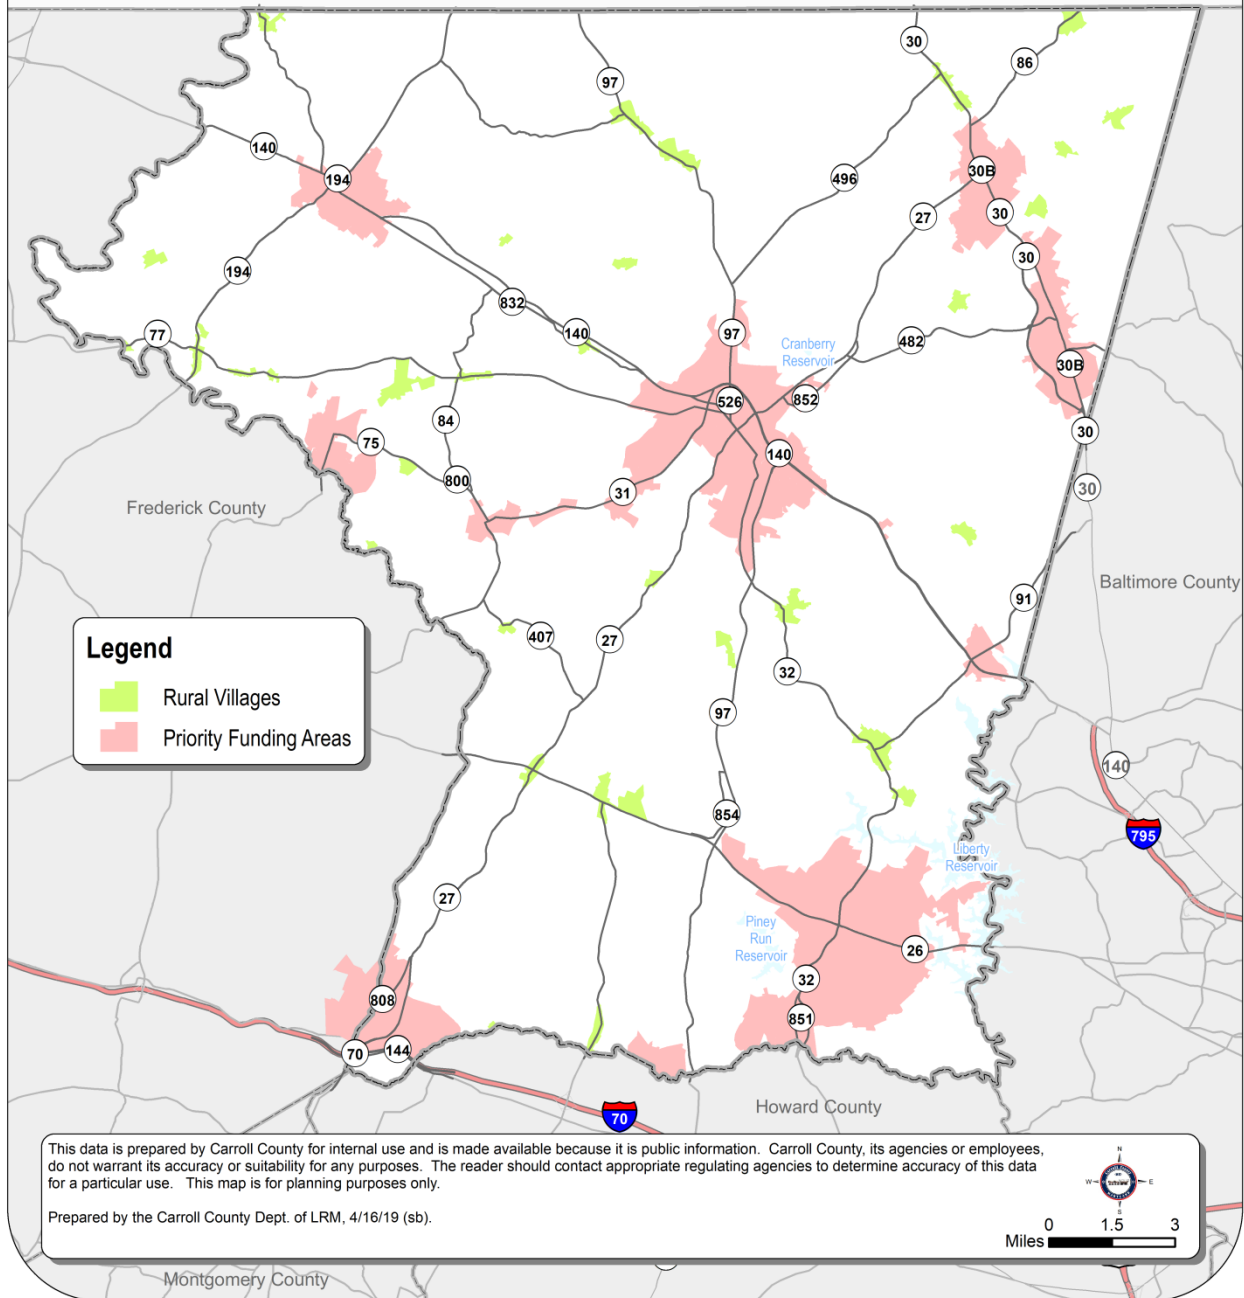 30
86
97
140
194
496
30B
27
30
194
30
832
77
140
97
482
Cranberry
Reservoir
30B
852
526
84
30
75
140
800
31
30
Frederick County
Baltimore County
91
407
27
32
Legend
Rural Villages
Priority Funding Areas
97
140
854
795
Liberty
Reservoir
27
Piney
Run
Reservoir
26
32
808
851
70
144
Howard County
70
This data is prepared by Carroll County for internal use and is made available because it is public information. Carroll County, its agencies or employees,
do not warrant its accuracy or suitability for any purposes. The reader should contact appropriate regulating agencies to determine accuracy of this data
for a particular use. This map is for planning purposes only.
Prepared by the Carroll County Dept. of LRM, 4/16/19 (sb).
N
W E
S
0 1.5 3
Miles
Montgomery County